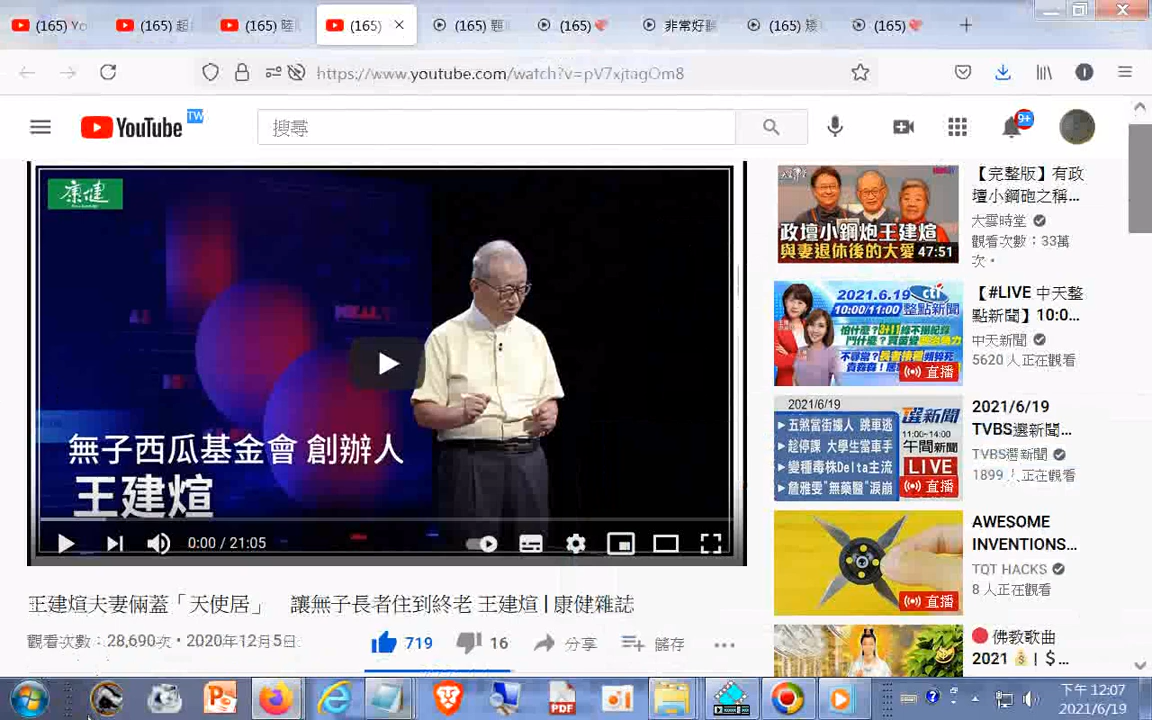 (165) Yo
(165) 超
(165) 陸
(165)
(165) 題
(165)
非常好聽
(165)
(165)
https://www.youtube.com/watch?v=pV7xjtagOm8
YouTube TW
搜尋
9+
康健
無子西瓜基金會 創辦人
王建煊
0:00 / 21:05
王建煊夫妻倆蓋「天使居」 讓無子長者住到終老 王建煊 | 康健雜誌
觀看次數：28,690次 • 2020年12月5日
719
16
分享
儲存
政壇小鋼炮王建煊
與妻退休後的大愛
47:51
【完整版】有政
壇小鋼砲之稱...
大雲時堂
觀看次數：33萬
次 •
2021.6.19
10:00/11:00 整點新聞
直播
【#LIVE 中天整
點新聞】10:0...
中天新聞
5620 人正在觀看
2021/6/19
五煞當街擄人 跳車逃
趁停課 大學生當車手
變種毒株Delta主流
詹雅雯"無藥醫"淚崩
選新聞
11:00~14:00
午間新聞
LIVE
直播
2021/6/19
TVBS選新聞...
TVBS選新聞
1899 人正在觀看
直播
AWESOME
INVENTIONS...
TQT HACKS
8 人正在觀看
佛教歌曲
2021 | $...
PDF
下午 12:07
2021/6/19